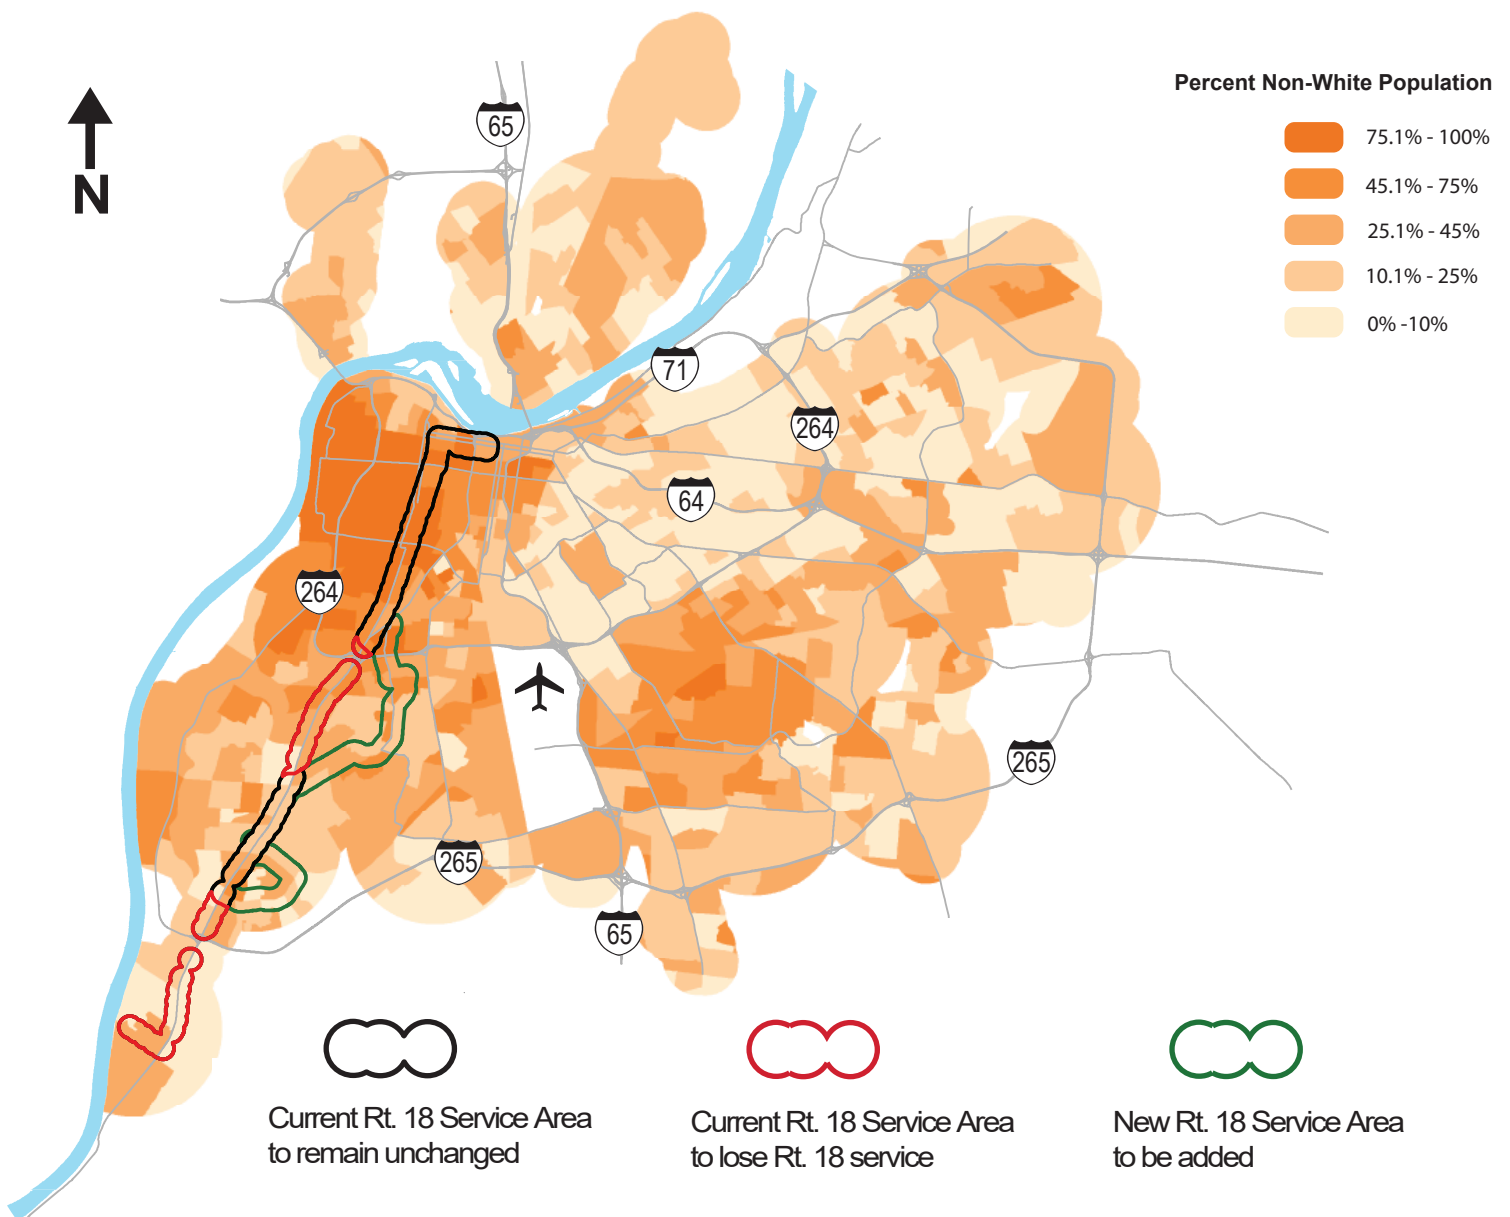 Percent Non-White Population
75.1% - 100%
45.1% - 75%
25.1% - 45%
10.1% - 25%
0% -10%
N
65
71
264
64
264
265
265
65
Current Rt. 18 Service Area
to remain unchanged
Current Rt. 18 Service Area
to lose Rt. 18 service
New Rt. 18 Service Area
to be added